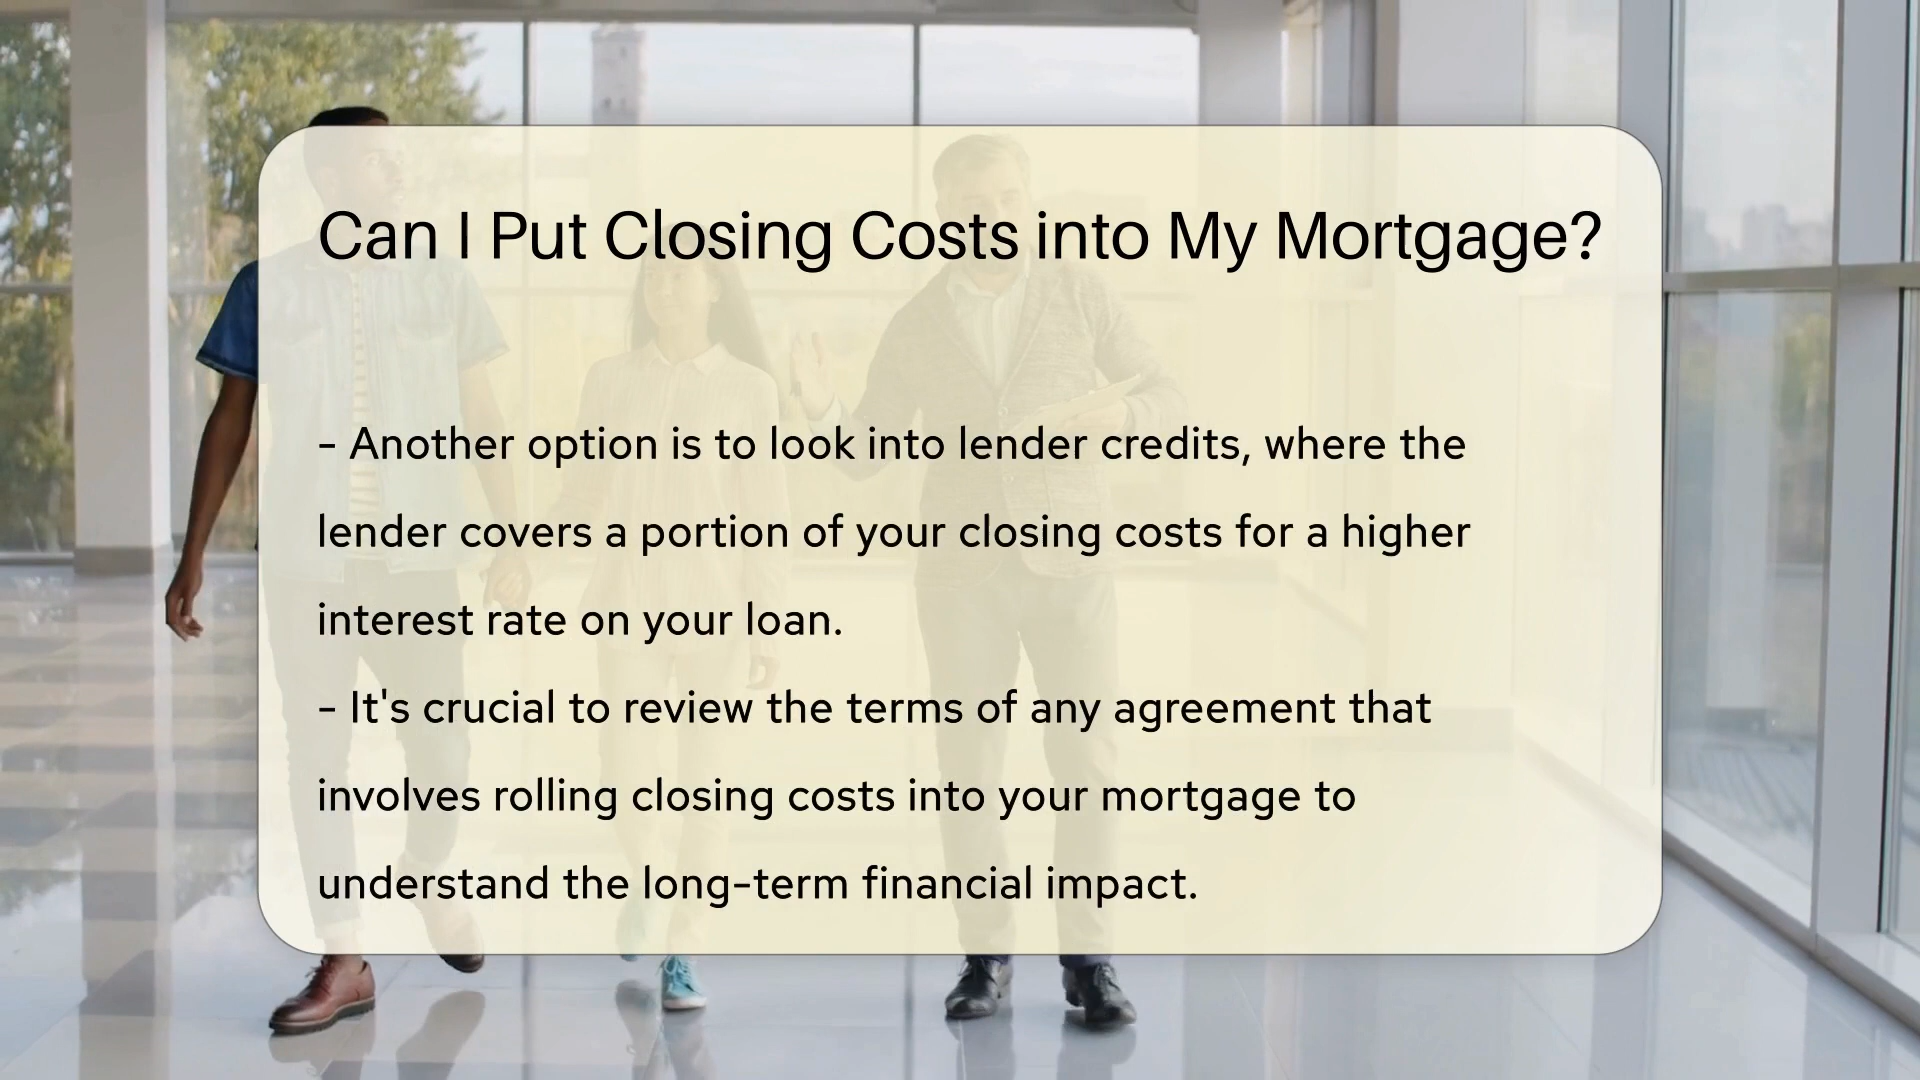 Can I Put Closing Costs into My Mortgage?
- Another option is to look into lender credits, where the
lender covers a portion of your closing costs for a higher
interest rate on your loan.
- It's crucial to review the terms of any agreement that
involves rolling closing costs into your mortgage to
understand the long-term financial impact.